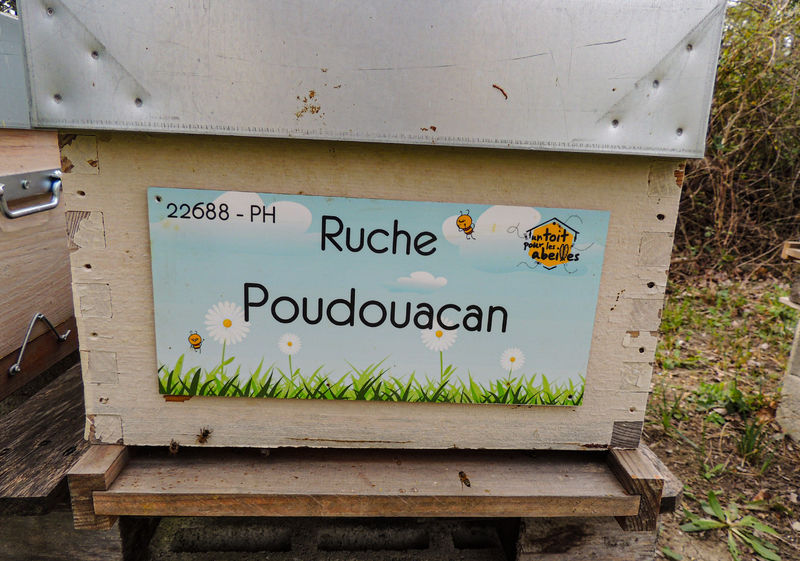 22688 - PH
Ruche
Poudouacan
un toit
pour les
abeilles